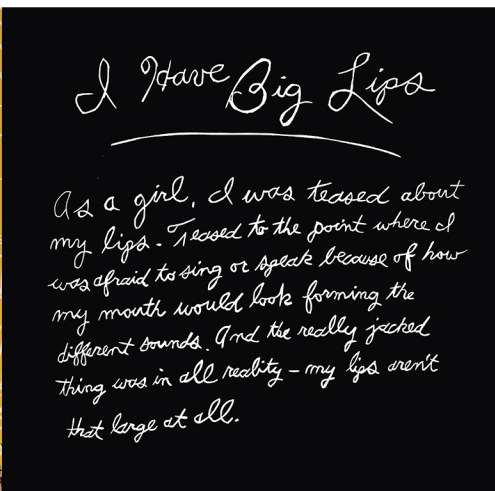 I Have Big Lips
As a girl, I was teased about
my lips. Teased to the point where I
was afraid to sing or speak because of how
my mouth would look forming the
different sounds. And the really jacked
thing was in all reality – my lips aren't
that large at all.